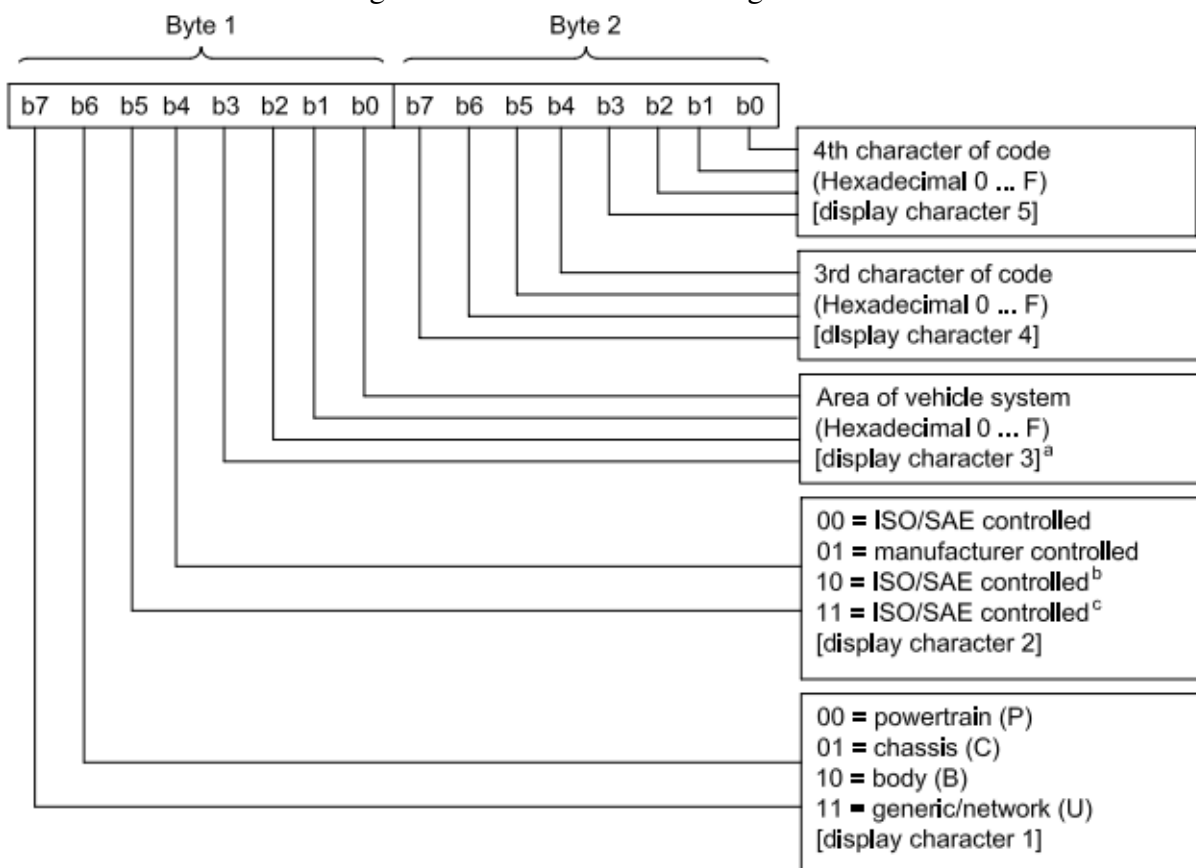 Byte 1 Byte 2
b7 b6 b5 b4 b3 b2 b1 b0 b7 b6 b5 b4 b3 b2 b1 b0
4th character of code
(Hexadecimal 0 ... F)
[display character 5]
3rd character of code
(Hexadecimal 0 ... F)
[dIsplay character 4]
Area of vehicle system
(Hexadecimal 0 ... F)
[display character 3]a
00 = ISO/SAE controlled
01 = manufacturer controlled
10 = ISO/SAE controlled b
11 = ISO/SAE controlled c
[display character 2]
00 = powertrain (P)
01 = chassis (C)
10 = body (B)
11 = generic/network (U)
[display character 1]